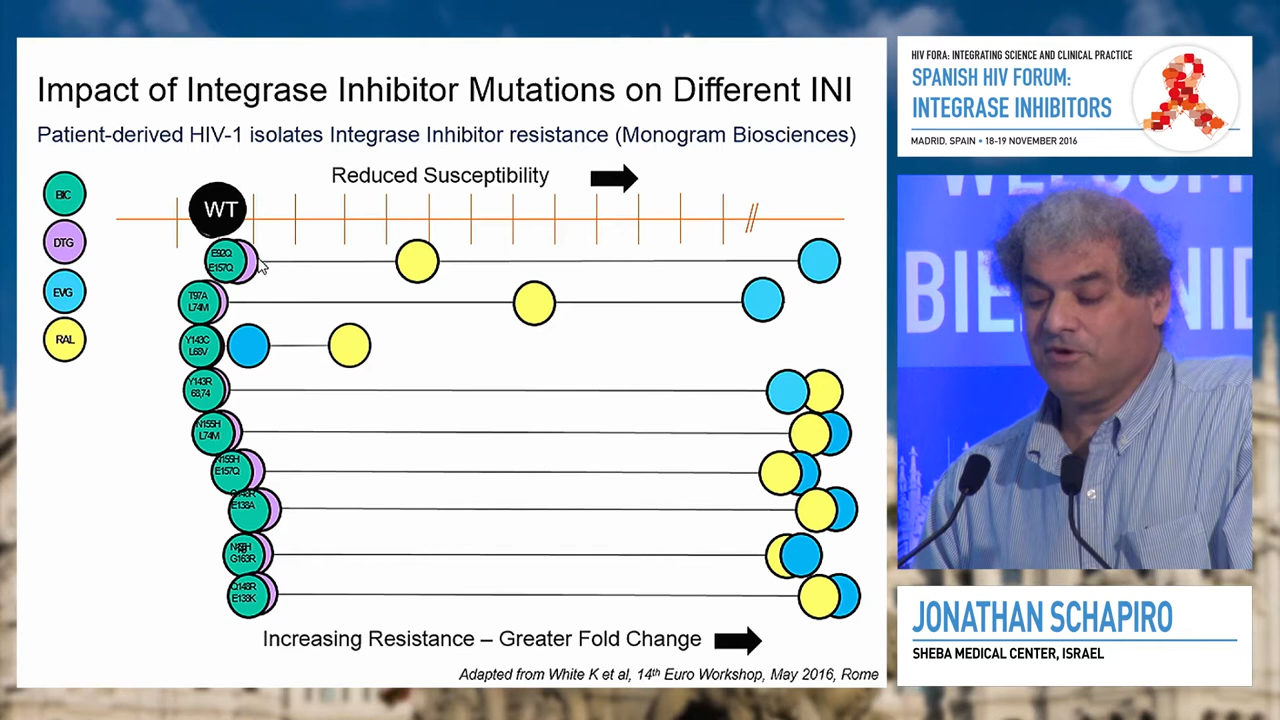 Impact of Integrase Inhibitor Mutations on Different INI
Patient-derived HIV-1 isolates Integrase Inhibitor resistance (Monogram Biosciences)
Reduced Susceptibility
BIC
DTG
EVG
RAL
WT
E92Q
E157Q
T97A
L74M
Y143C
L68V
Y143R
68,74
N155H
L74M
N155H
E157Q
Q148R
E138A
G163R
Q148R
E138K
Increasing Resistance – Greater Fold Change
Adapted from White K et al, 14th Euro Workshop, May 2016, Rome
HIV FORA: INTEGRATING SCIENCE AND CLINICAL PRACTICE
SPANISH HIV FORUM:
INTEGRASE INHIBITORS
MADRID, SPAIN • 18-19 NOVEMBER 2016
JONATHAN SCHAPIRO
SHEBA MEDICAL CENTER, ISRAEL